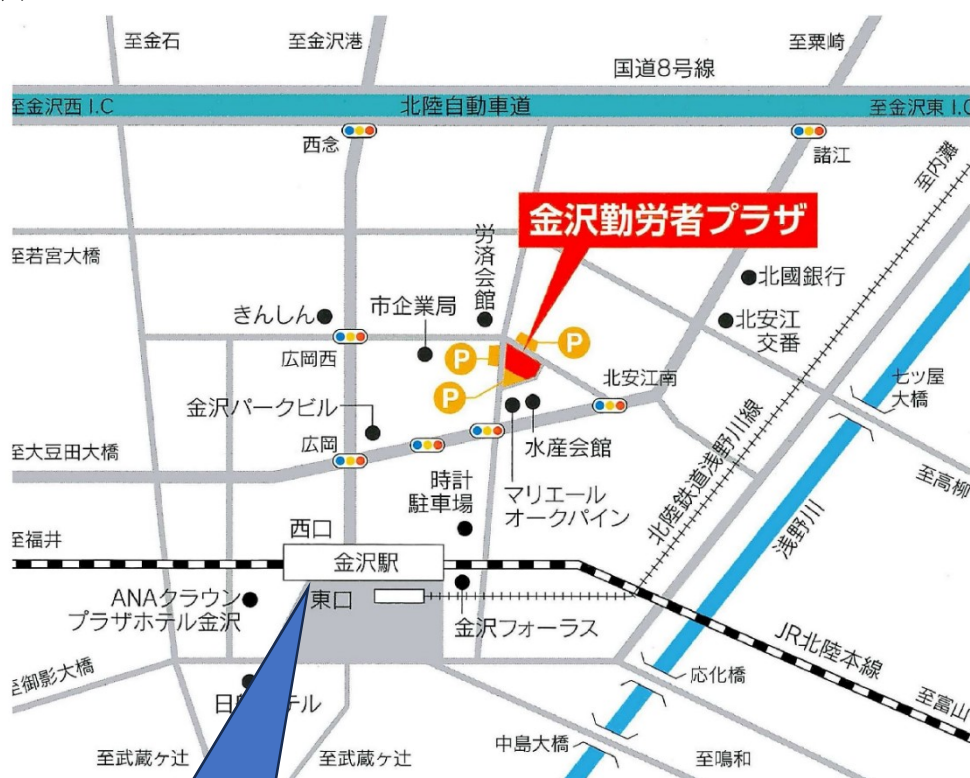 至金石
至金沢港
至粟崎
国道8号線
至金沢西 I.C
北陸自動車道
至金沢東 I.C
西念
諸江
至内灘
金沢勤労者プラザ
至若宮大橋
労済会館
北國銀行
きんしん
市企業局
北安江
交番
広岡西
P
P
P
北安江南
七ツ屋
大橋
金沢パークビル
広岡
水産会館
至大豆田大橋
至高柳
時計
駐車場
マリエール
オークパイン
北陸鉄道浅野川線
浅野川
西口
至福井
金沢駅
ANAクラウン
プラザホテル金沢
東口
金沢フォーラス
JR北陸本線
至御影大橋
応化橋
至富山
日
テル
中島大橋
至武蔵ヶ辻
至武蔵ヶ辻
至鳴和